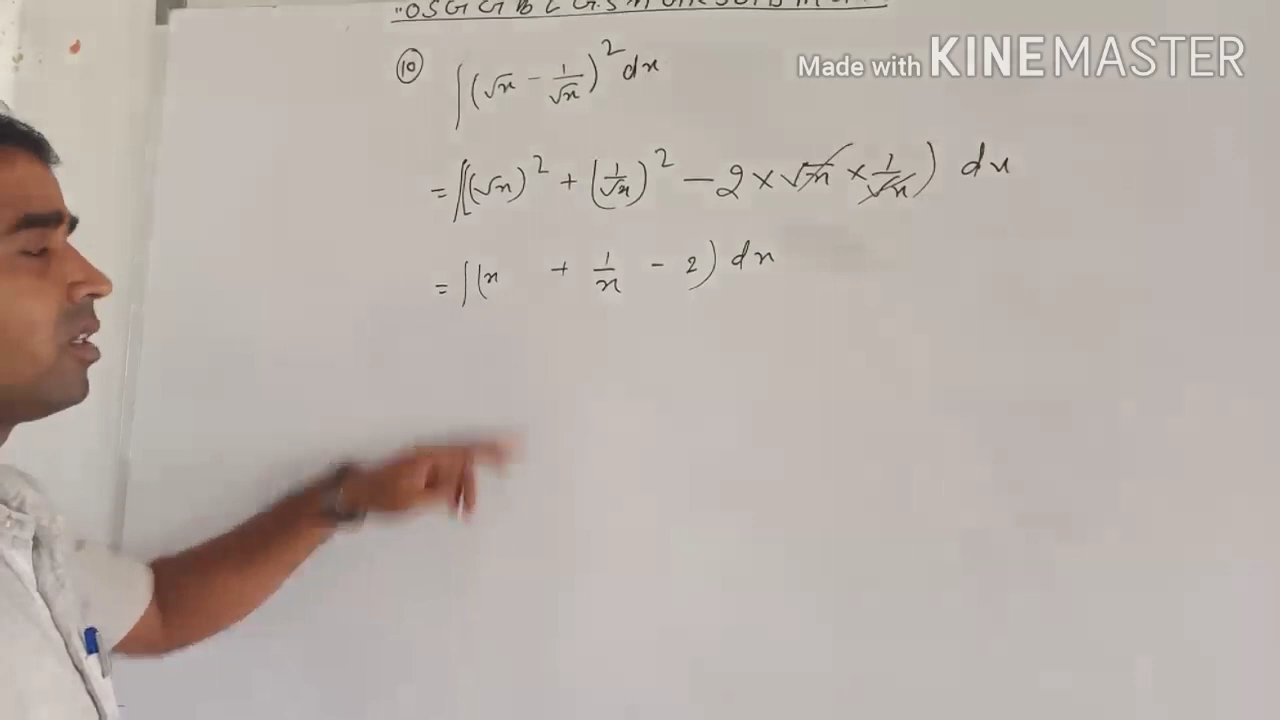 Made with KINEMASTER
(10) ∫(√x - 1/√x)² dx
= ∫[(√x)² + (1/√x)² - 2 × √x × 1/√x) dx
= ∫(x + 1/x - 2) dx